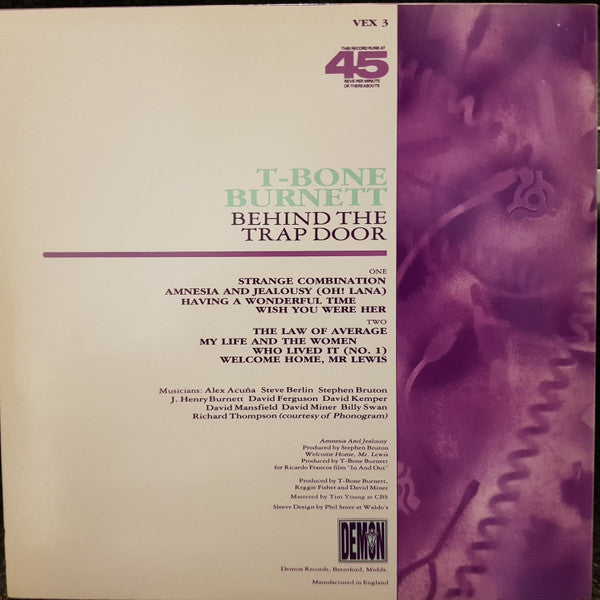 VEX 3
THIS RECORD RUNS AT
45
REVS PER MINUTE
OR THEREABOUTS
T-BONE
BURNETT
BEHIND THE
TRAP DOOR
ONE
STRANGE COMBINATION
AMNESIA AND JEALOUSY (OH! LANA)
HAVING A WONDERFUL TIME
WISH YOU WERE HER
TWO
THE LAW OF AVERAGE
MY LIFE AND THE WOMEN
WHO LIVED IT (NO. 1)
WELCOME HOME, MR LEWIS
Musicians: Alex Acuña Steve Berlin Stephen Bruton
J. Henry Burnett David Ferguson David Kemper
David Mansfield David Miner Billy Swan
Richard Thompson (courtesy of Phonogram)
Amnesia And Jealousy
Produced by Stephen Bruton
Welcome Home, Mr. Lewis
Produced by T-Bone Burnett
for Ricardo Francis film "In And Out"
Produced by T-Bone Burnett,
Reggie Fisher and David Miner
Mastered by Tim Young at CBS
Sleeve Design by Phil Smee at Waldo's
DEMON
Demon Records, Brentford, Middx.
Manufactured in England